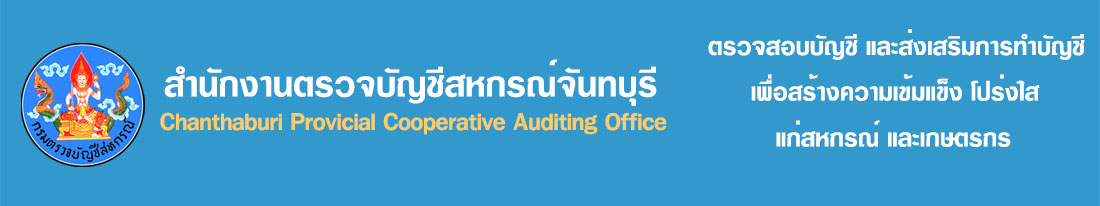 กรมตรวจบัญชีสหกรณ์
สำนักงานตรวจบัญชีสหกรณ์จันทบุรี
Chanthaburi Provicial Cooperative Auditing Office
ตรวจสอบบัญชี และส่งเสริมการทำบัญชี
เพื่อสร้างความเข้มแข็ง โปร่งใส
แก่สหกรณ์ และเกษตรกร